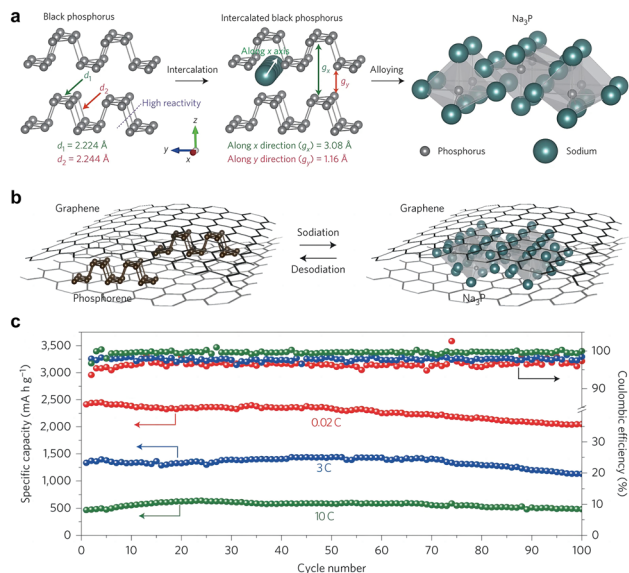 a
Black phosphorus
Intercalated black phosphorus
Na₃P
Along x axis
d₁
gₓ
Intercalation
Alloying
d₂
g_y
High reactivity
z
d₁ = 2.224 Å
y
Along x direction (gₓ) = 3.08 Å
Phosphorus
Sodium
d₂ = 2.244 Å
x
Along y direction (g_y) = 1.16 Å
b
Graphene
Graphene
Sodiation
Desodiation
Phosphorene
Na₃P
c
3,500
3,000
2,500
2,000
1,500
1,000
500
0
Specific capacity (mA h g⁻¹)
0.02 C
3 C
10 C
100
90
30
20
10
0
Coulombic efficiency (%)
0 10 20 30 40 50 60 70 80 90 100
Cycle number